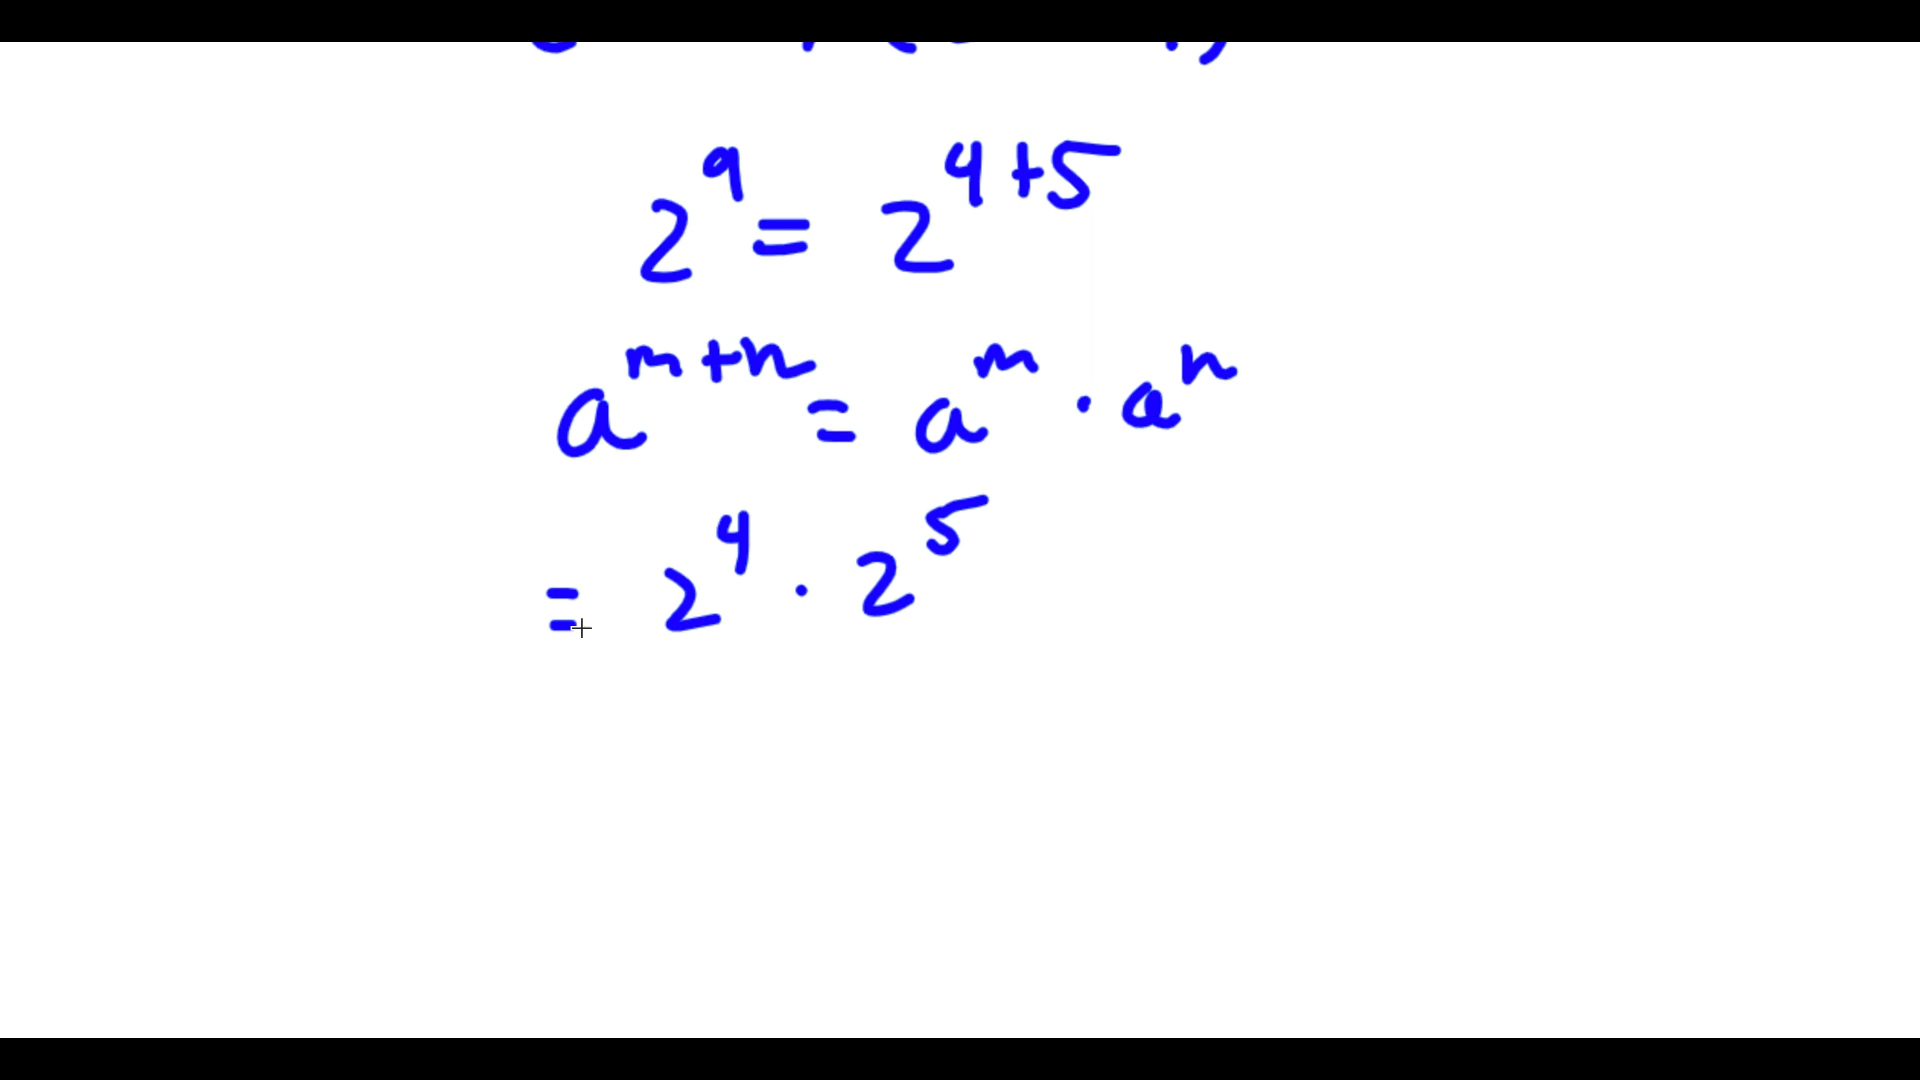 2^9 = 2^{4+5}
a^{m+n} = a^m · a^n
= 2^4 · 2^5